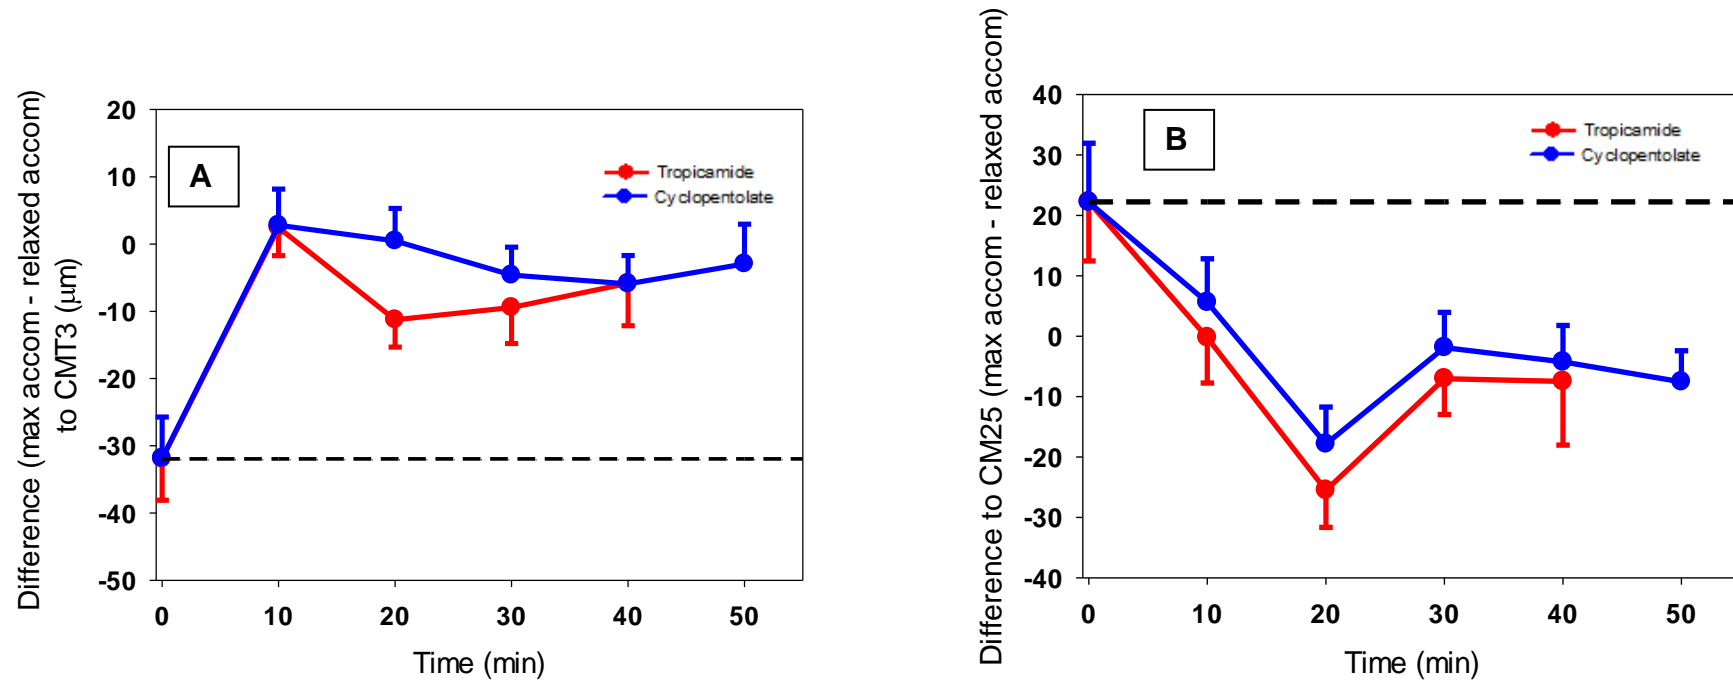 Difference (max accom - relaxed accom)
to CMT3 (μm)
20
10
0
-10
-20
-30
-40
-50
A
Tropicamide
Cyclopentolate
0 10 20 30 40 50
Time (min)
Difference to CM25 (max accom - relaxed accom)
40
30
20
10
0
-10
-20
-30
-40
B
Tropicamide
Cyclopentolate
0 10 20 30 40 50
Time (min)